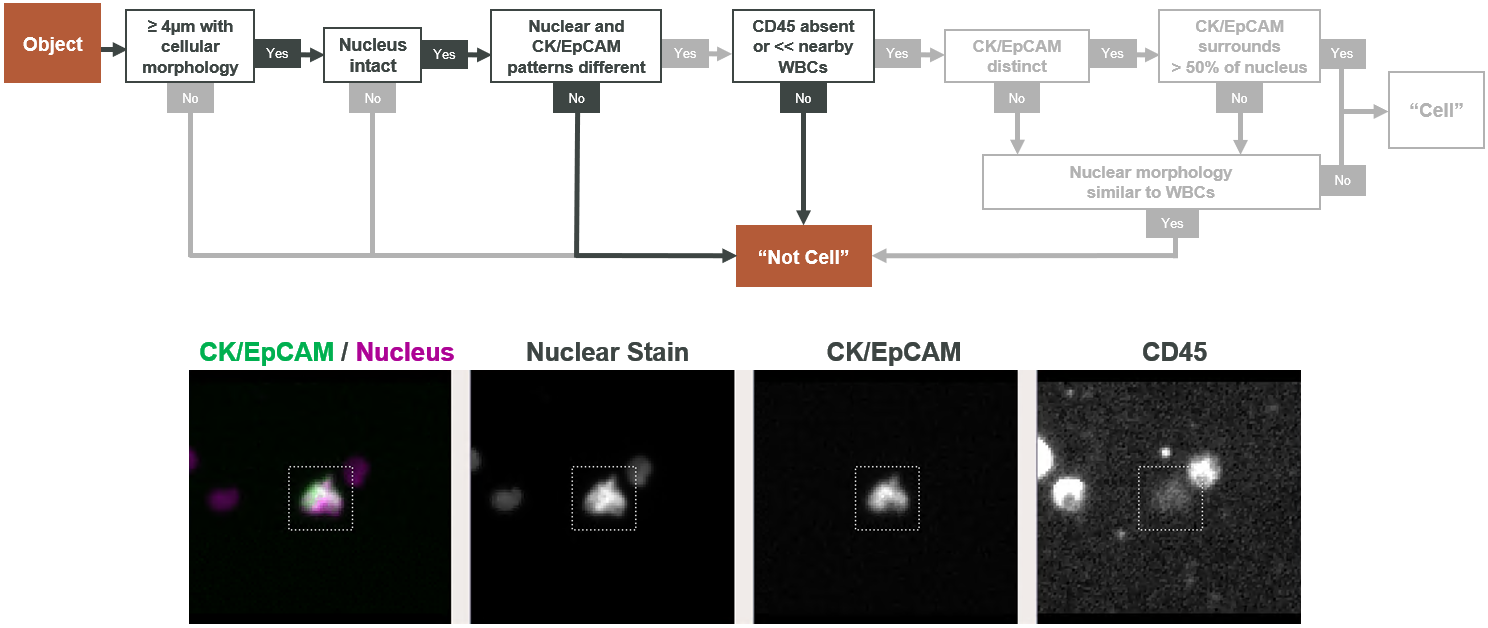 Object
≥ 4µm with
cellular
morphology
Yes
No
Nucleus
intact
Yes
No
Nuclear and
CK/EpCAM
patterns different
Yes
No
CD45 absent
or << nearby
WBCs
Yes
No
CK/EpCAM
distinct
Yes
No
CK/EpCAM
surrounds
> 50% of nucleus
Yes
No
“Cell”
Nuclear morphology
similar to WBCs
No
Yes
“Not Cell”
CK/EpCAM / Nucleus
Nuclear Stain
CK/EpCAM
CD45